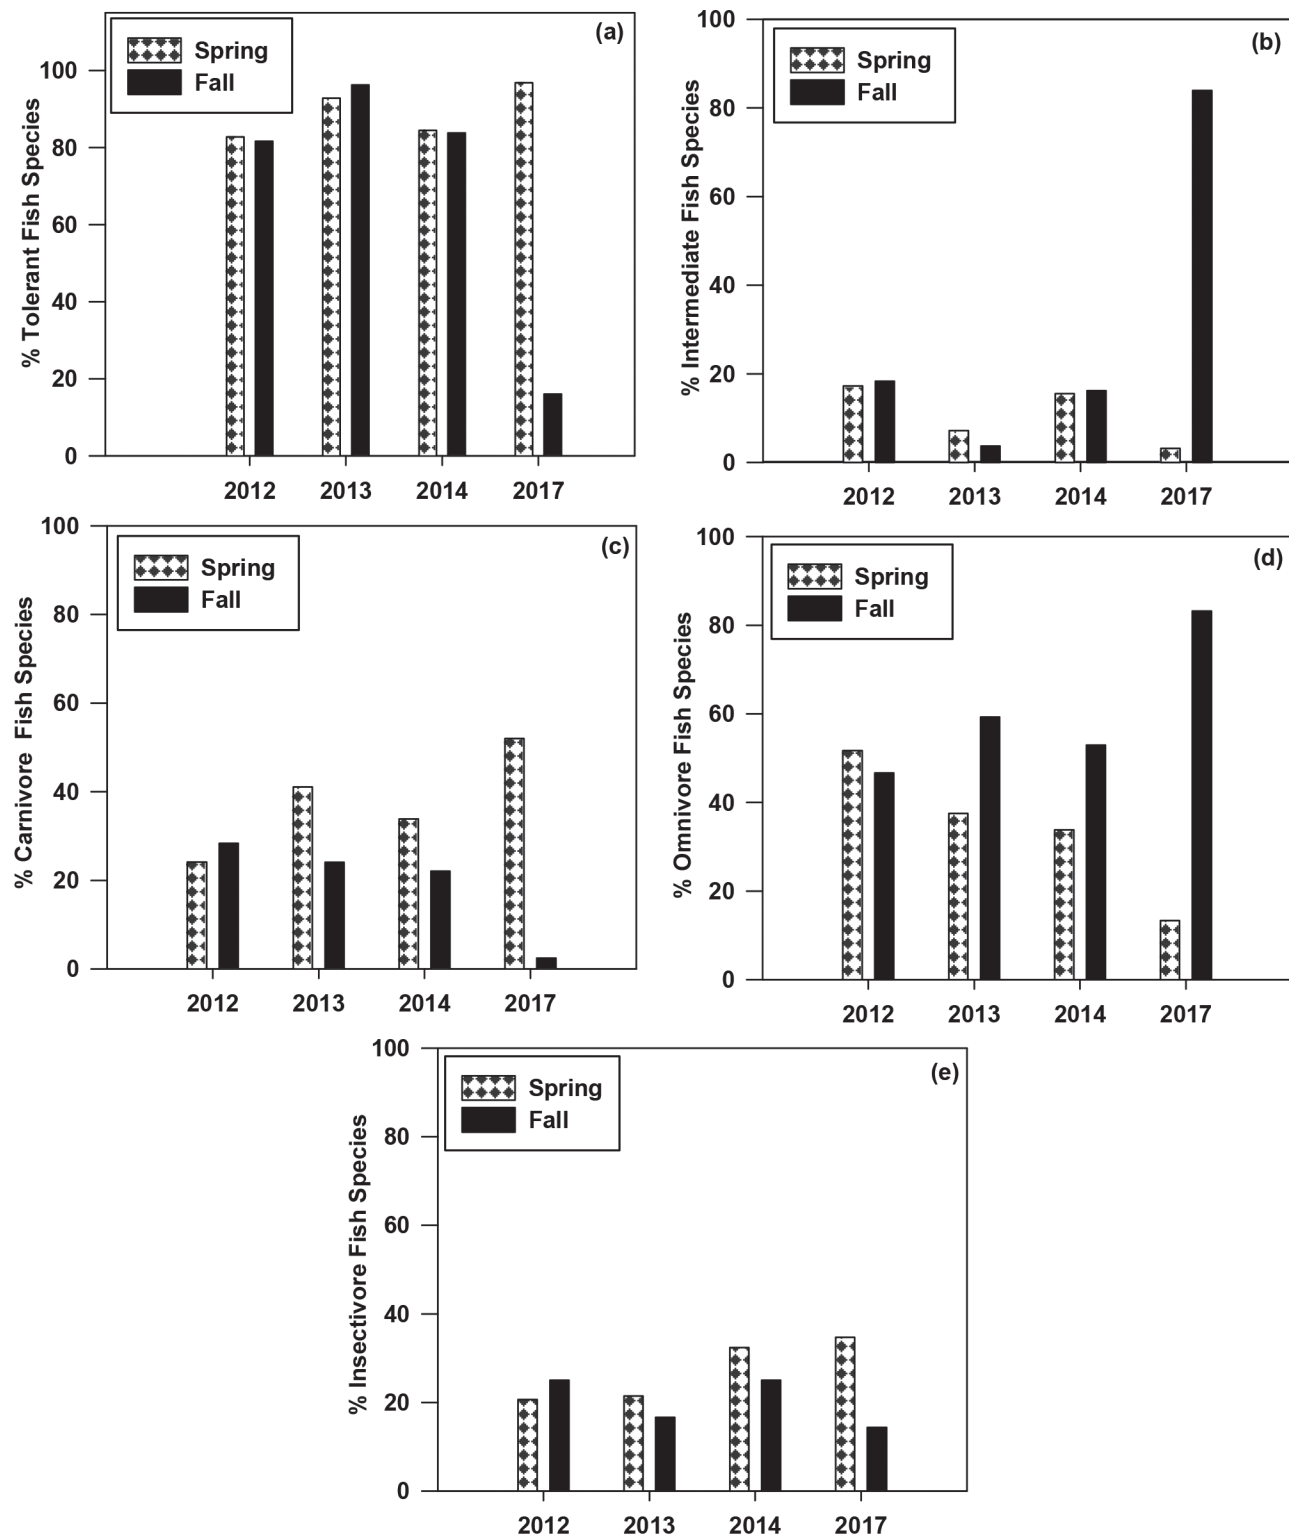 (a)
Spring
Fall
% Tolerant Fish Species
100
80
60
40
20
0
2012 2013 2014 2017
(b)
Spring
Fall
% Intermediate Fish Species
100
80
60
40
20
0
2012 2013 2014 2017
(c)
Spring
Fall
% Carnivore Fish Species
100
80
60
40
20
0
2012 2013 2014 2017
(d)
Spring
Fall
% Omnivore Fish Species
100
80
60
40
20
0
2012 2013 2014 2017
(e)
Spring
Fall
% Insectivore Fish Species
100
80
60
40
20
0
2012 2013 2014 2017